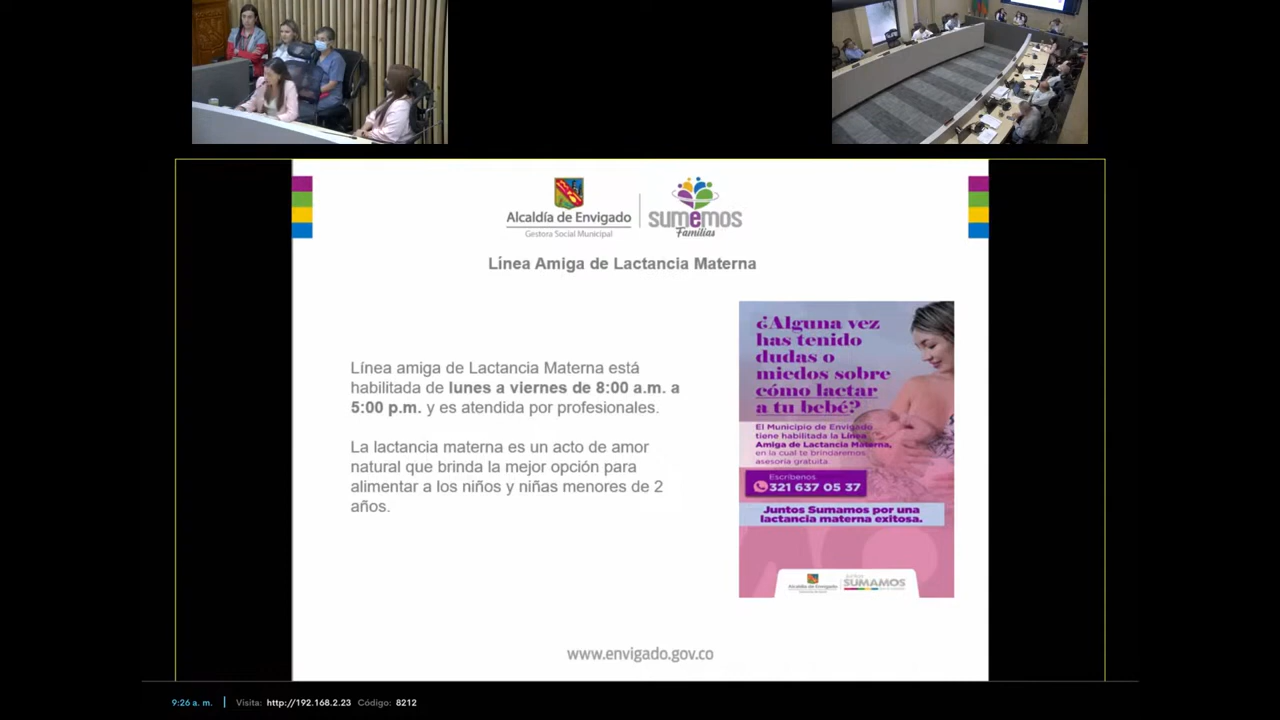 Alcaldía de Envigado
Gestora Social Municipal
sumemos
Familias
Línea Amiga de Lactancia Materna
Línea amiga de Lactancia Materna está
habilitada de lunes a viernes de 8:00 a.m. a
5:00 p.m. y es atendida por profesionales.
La lactancia materna es un acto de amor
natural que brinda la mejor opción para
alimentar a los niños y niñas menores de 2
años.
¿Alguna vez
has tenido
dudas o
miedos sobre
cómo lactar
a tu bebé?
El Municipio de Envigado
tiene habilitada la Línea
Amiga de Lactancia Materna,
en la cual te brindaremos
asesoría gratuita
Escríbenos
321 637 05 37
Juntos Sumamos por una
lactancia materna exitosa.
Alcaldía de Envigado
Juntos
SUMAMOS
www.envigado.gov.co
9:26 a. m. Visita: http://192.168.2.23 Código: 8212